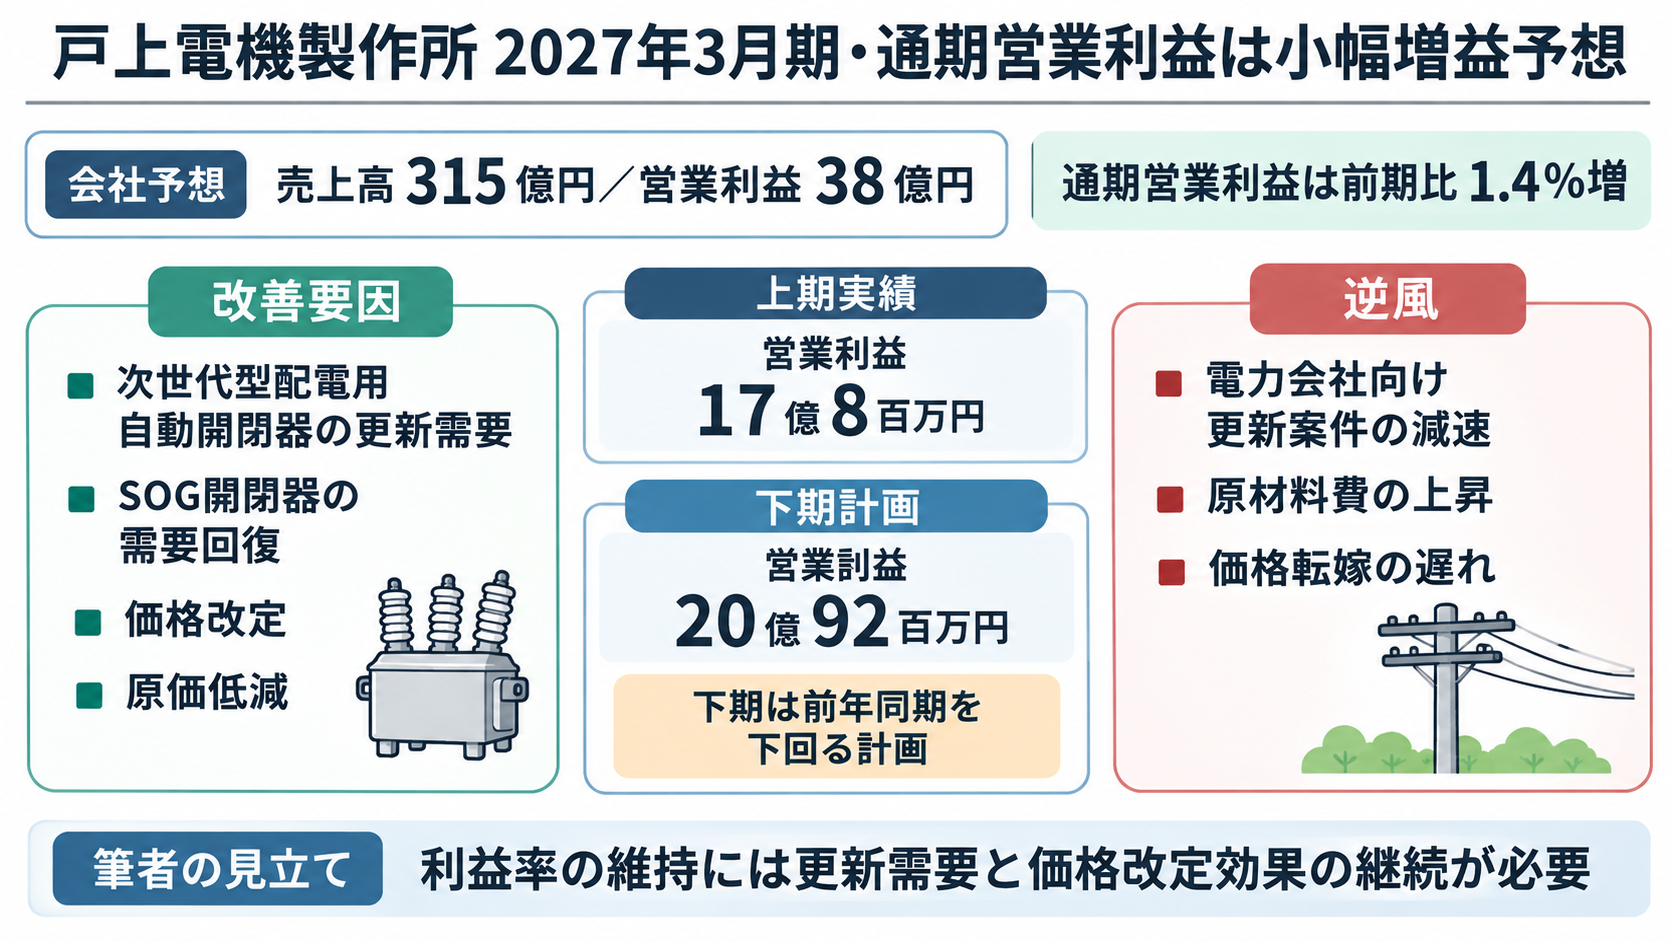 戸上電機製作所 2027年3月期・通期営業利益は小幅増益予想
会社予想 売上高 315 億円／営業利益 38 億円
通期営業利益は前期比 1.4%増
改善要因
次世代型配電用
自動開閉器の更新需要
SOG開閉器の
需要回復
価格改定
原価低減
上期実績
営業利益
17 億 8 百万円
下期計画
営業利益
20 億 92 百万円
下期は前年同期を
下回る計画
逆風
電力会社向け
更新案件の減速
原材料費の上昇
価格転嫁の遅れ
筆者の見立て 利益率の維持には更新需要と価格改定効果の継続が必要